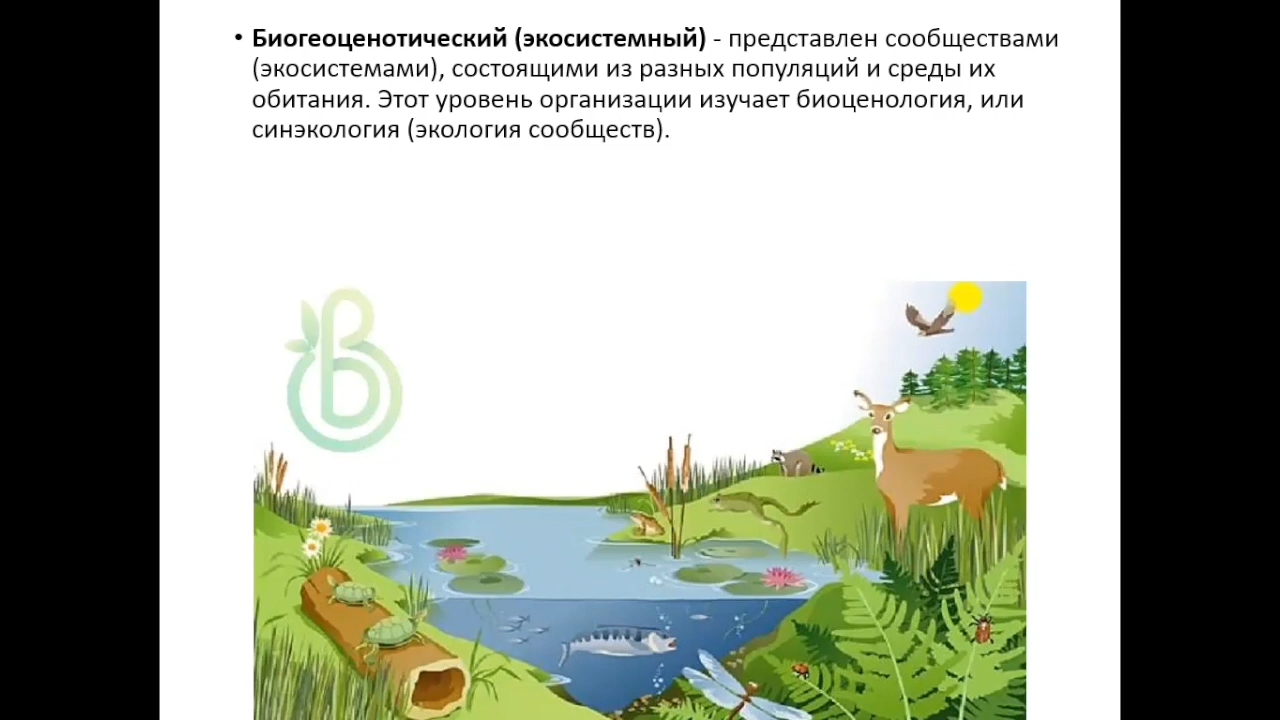 • Биогеоценотический (экосистемный) - представлен сообществами
(экосистемами), состоящими из разных популяций и среды их
обитания. Этот уровень организации изучает биоценология, или
синэкология (экология сообществ).